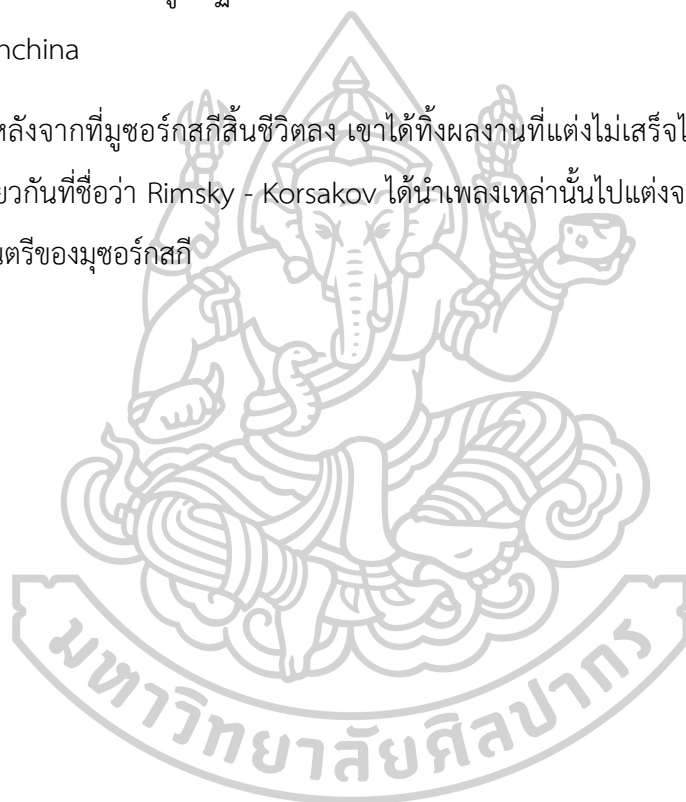 nchina
หลังจากที่มูซอร์กสกีสิ้นชีวิตลง เขาได้ทิ้งผลงานที่แต่งไม่เสร็จ
ยวกันที่ชื่อว่า Rimsky - Korsakov ได้นำเพลงเหล่านั้นไปแต่ง
นตรีของมุซอร์กสกี
มหาวิทยาลัยศิลปากร